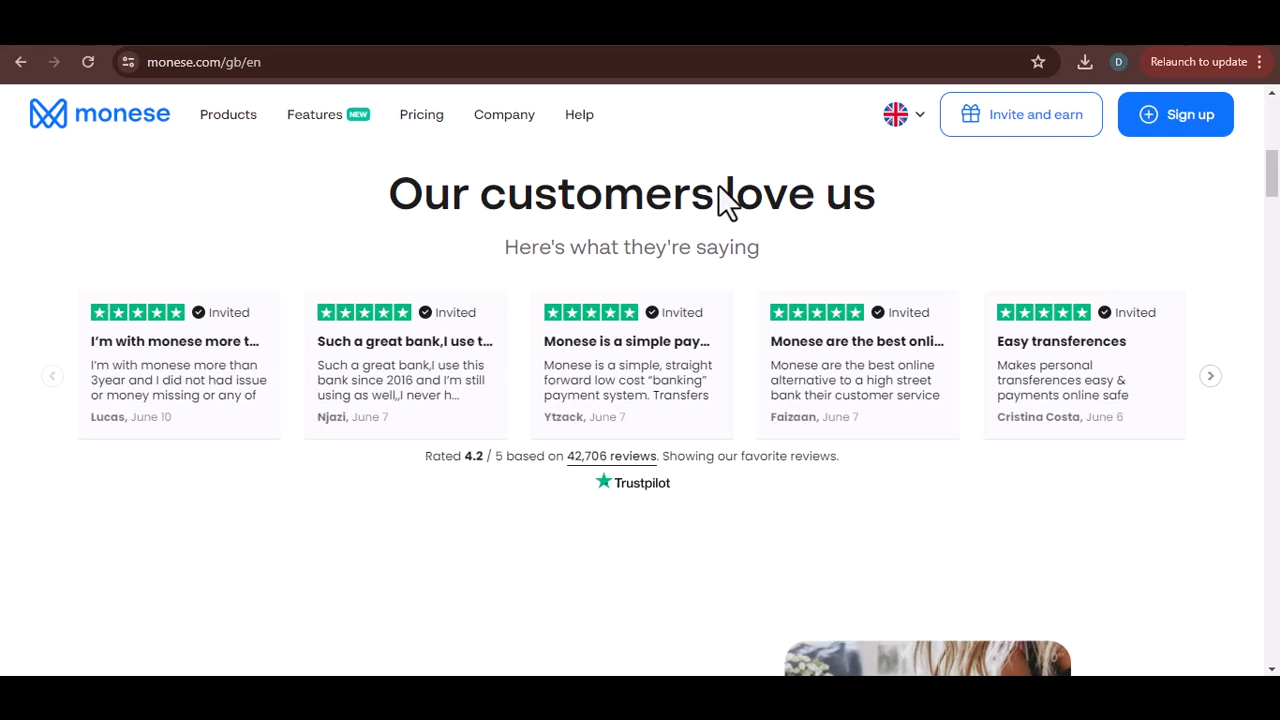 monese.com/gb/en
D
Relaunch to update
monese
Products
Features NEW
Pricing
Company
Help
Invite and earn
Sign up
Our customers love us
Here's what they're saying
Invited
I'm with monese more t...
I'm with monese more than
3year and I did not had issue
or money missing or any of
Lucas, June 10
Invited
Such a great bank,I use t...
Such a great bank,I use this
bank since 2016 and I'm still
using as well,,I never h...
Njazi, June 7
Invited
Monese is a simple pay...
Monese is a simple, straight
forward low cost “banking”
payment system. Transfers
Ytzack, June 7
Invited
Monese are the best onli...
Monese are the best online
alternative to a high street
bank their customer service
Faizaan, June 7
Invited
Easy transferences
Makes personal
transferences easy &
payments online safe
Cristina Costa, June 6
Rated 4.2 / 5 based on 42,706 reviews. Showing our favorite reviews.
Trustpilot